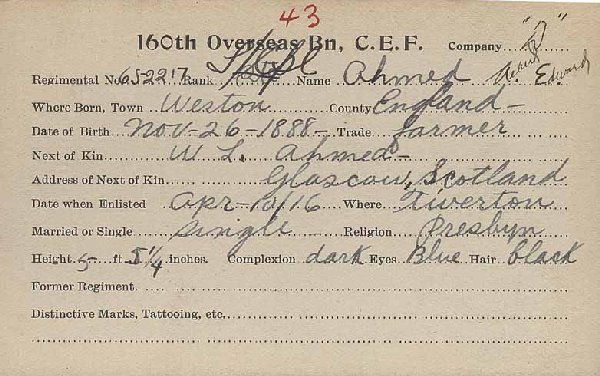 43
160th Overseas Bn, C.E.F. Company "D"
Regimental No. 652217 Rank Name Ahmed Edward
Where Born, Town Weston County England -
Date of Birth Nov - 26 - 1888 - Trade farmer
Next of Kin W. L. Ahmed -
Address of Next of Kin Glascow, Scotland
Date when Enlisted Apr - 10/16 Where Tiverton
Married or Single single Religion Presbyn
Height 5 ft 5 1/4 inches. Complexion dark Eyes Blue Hair black
Former Regiment
Distinctive Marks, Tattooing, etc.